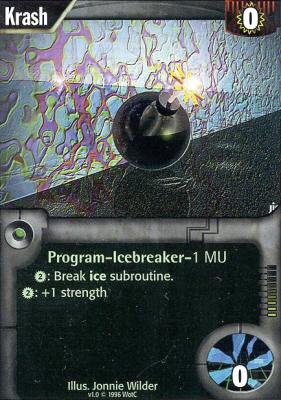 Krash
0
Program-Icebreaker-1 MU
2: Break ice subroutine.
2: +1 strength
0
Illus. Jonnie Wilder
v1.0 © 1996 WotC